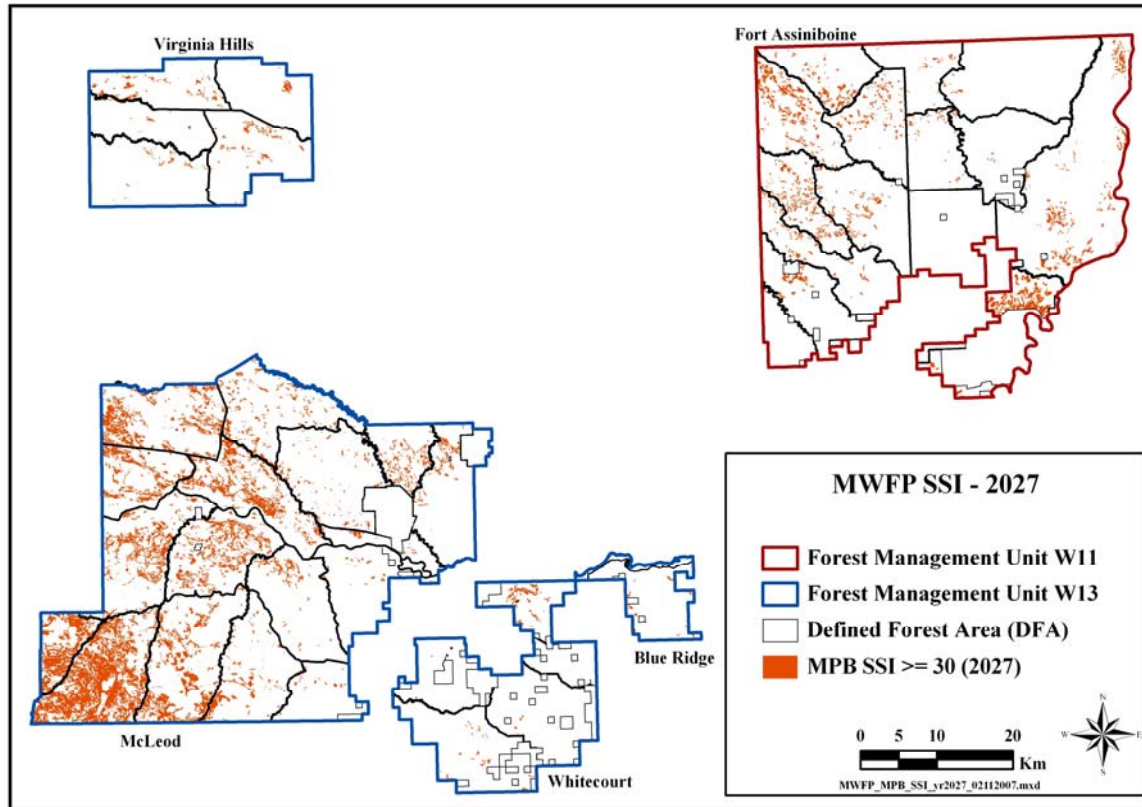 Virginia Hills
Fort Assiniboine
McLeod
Blue Ridge
Whitecourt
MWFP SSI - 2027
Forest Management Unit W11
Forest Management Unit W13
Defined Forest Area (DFA)
MPB SSI >= 30 (2027)
N
W
E
S
0 5 10 20
Km
MWFP_MPB_SSI_yr2027_02112007.mxd